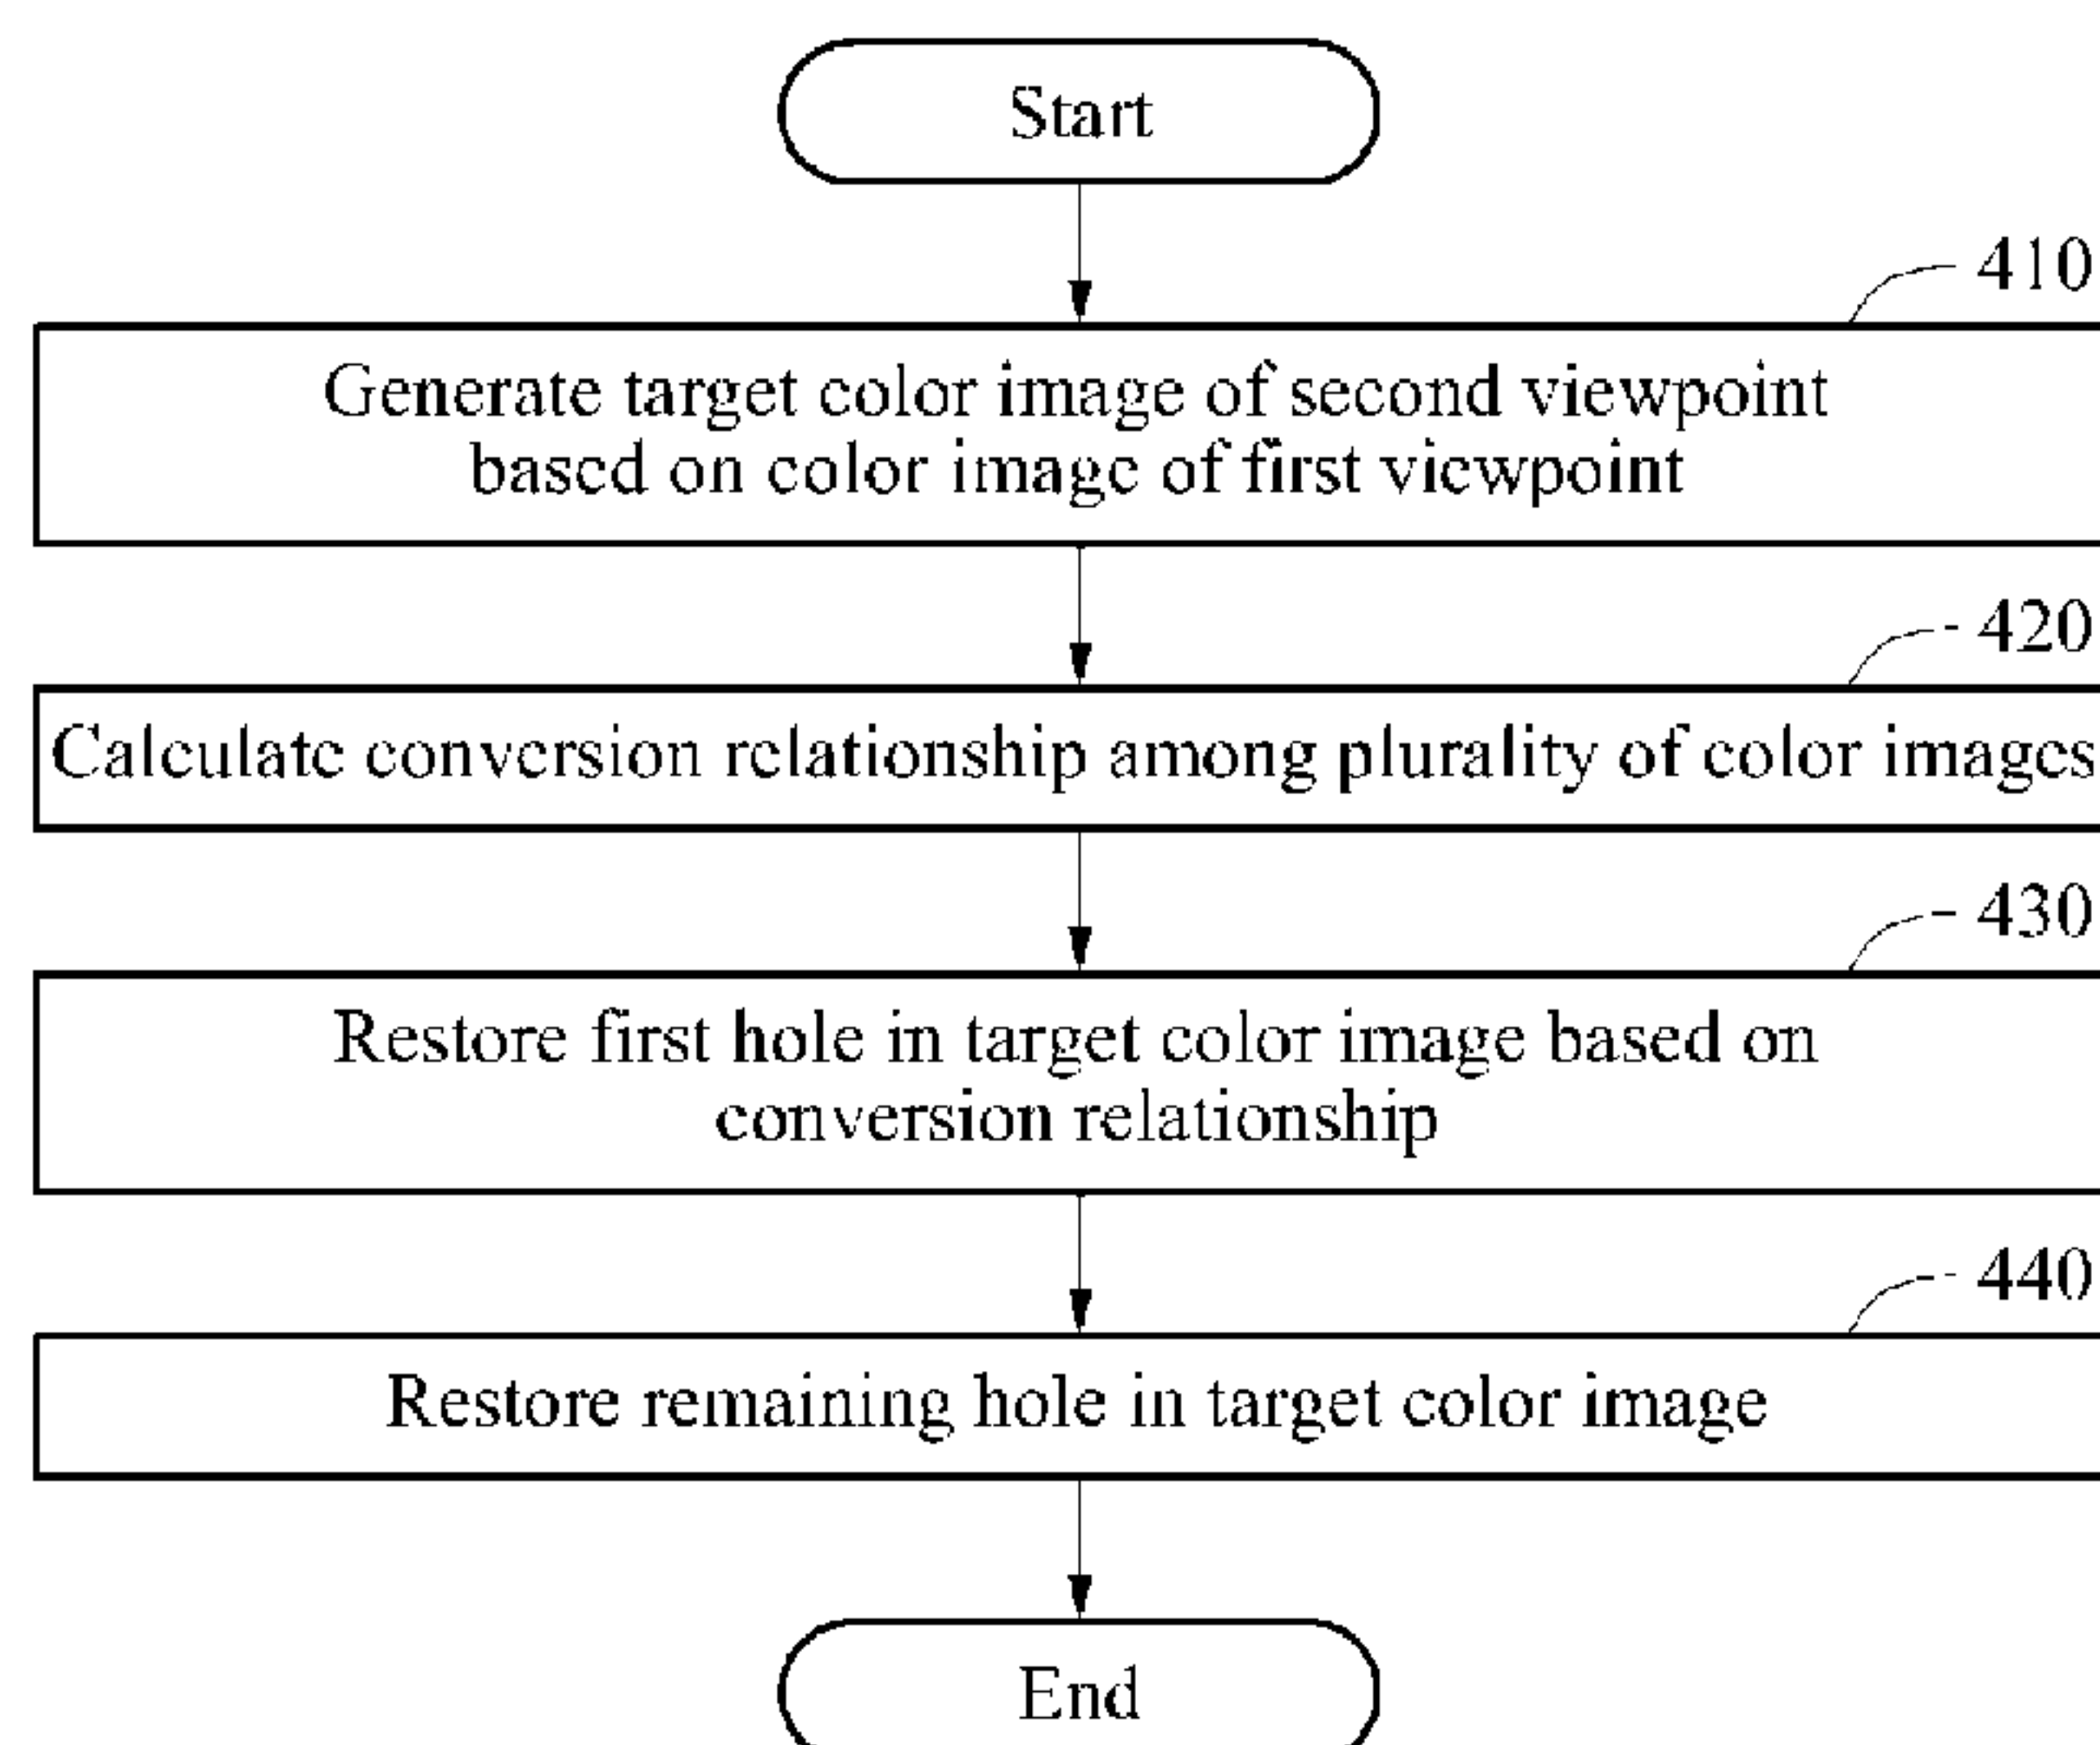 Start
410
Generate target color image of second viewpoint
based on color image of first viewpoint
420
Calculate conversion relationship among plurality of color images
430
Restore first hole in target color image based on
conversion relationship
440
Restore remaining hole in target color image
End